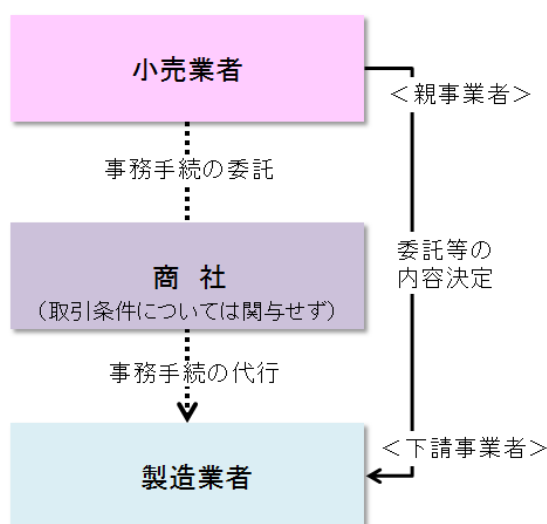 小売業者
＜親事業者＞
事務手続の委託
委託等の
内容決定
商 社
（取引条件については関与せず）
事務手続の代行
＜下請事業者＞
製造業者